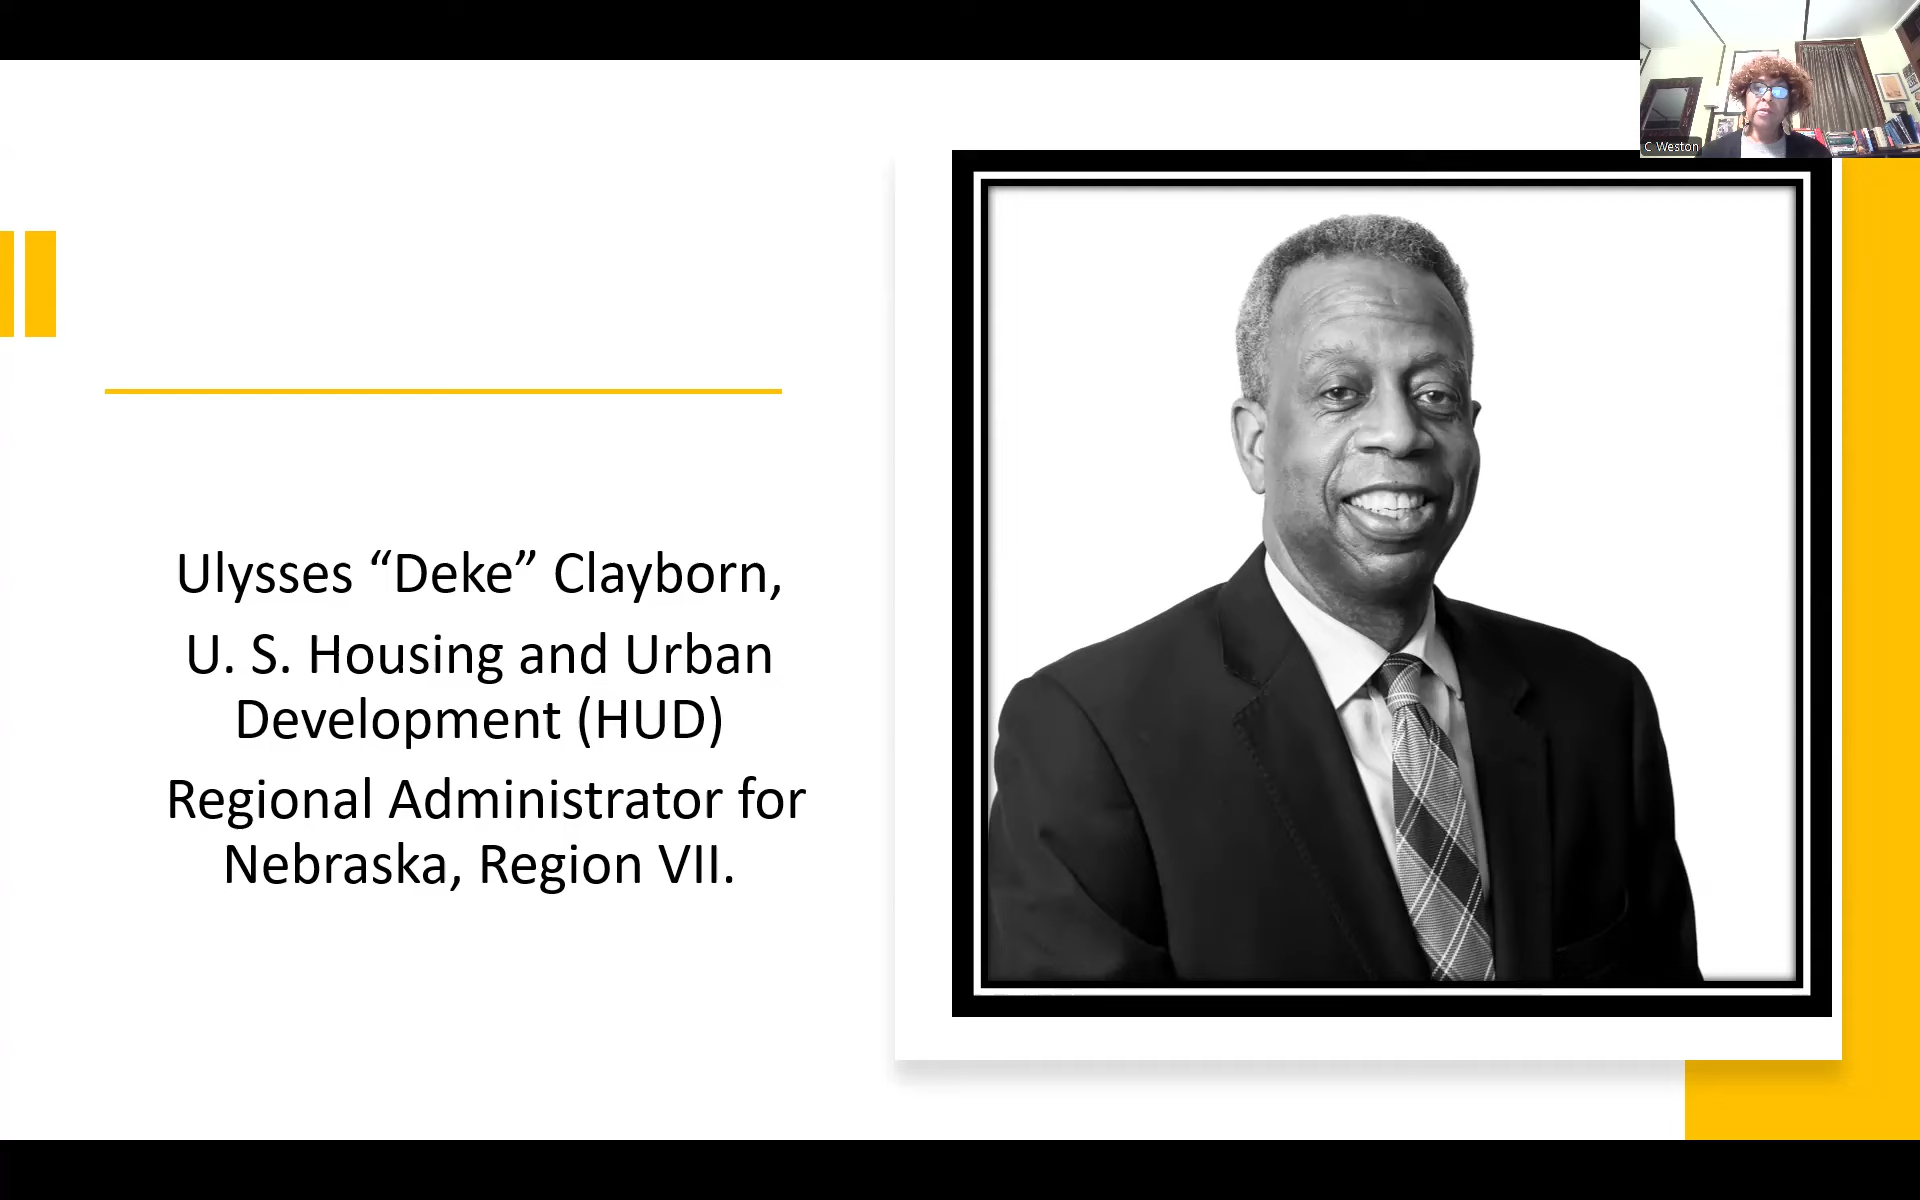 C Weston
Ulysses “Deke” Clayborn,
U. S. Housing and Urban
Development (HUD)
Regional Administrator for
Nebraska, Region VII.